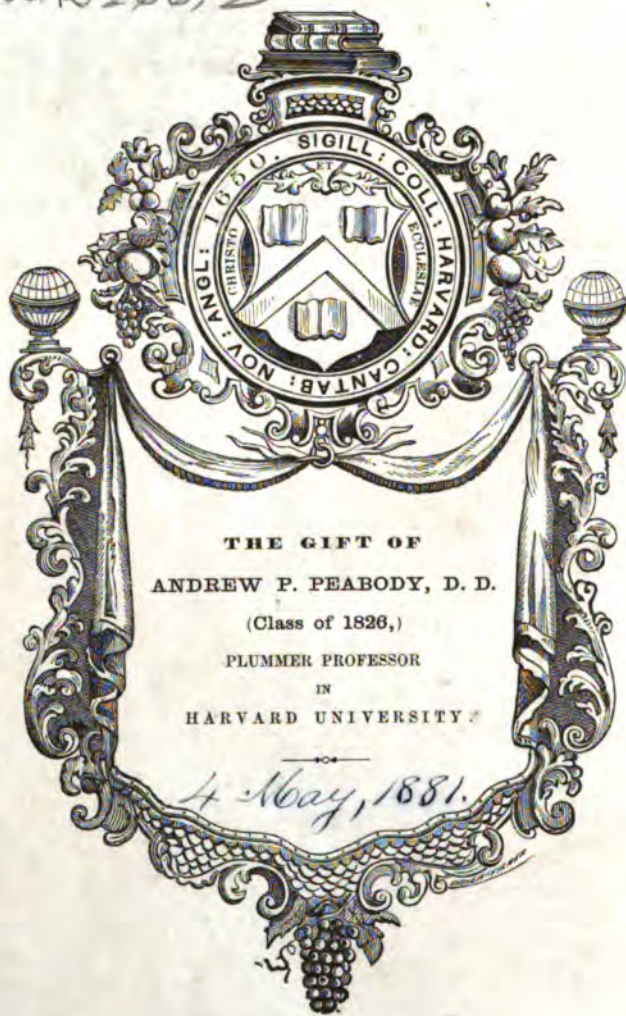 SIGILL: COLL: HARVARD: CANTAB: NOV: ANGL: 1650.
CHRISTO
ET
ECCLESIAE
THE GIFT OF
ANDREW P. PEABODY, D. D.
(Class of 1826,)
PLUMMER PROFESSOR
IN
HARVARD UNIVERSITY.
4 May, 1881.